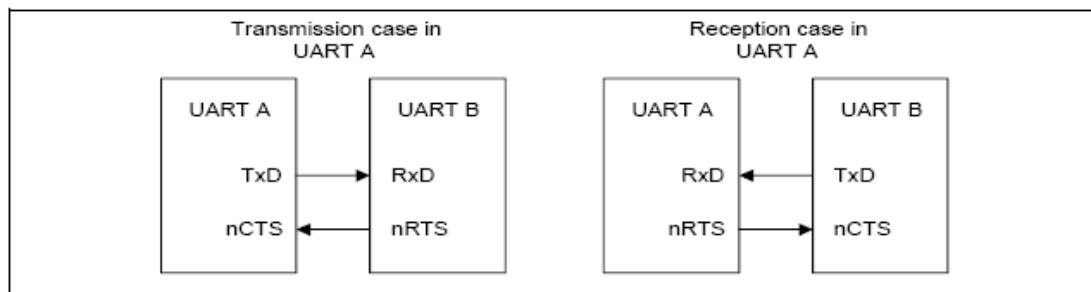 Transmission case in
UART A
UART A
UART B
TxD
RxD
nCTS
nRTS
Reception case in
UART A
UART A
UART B
RxD
TxD
nRTS
nCTS